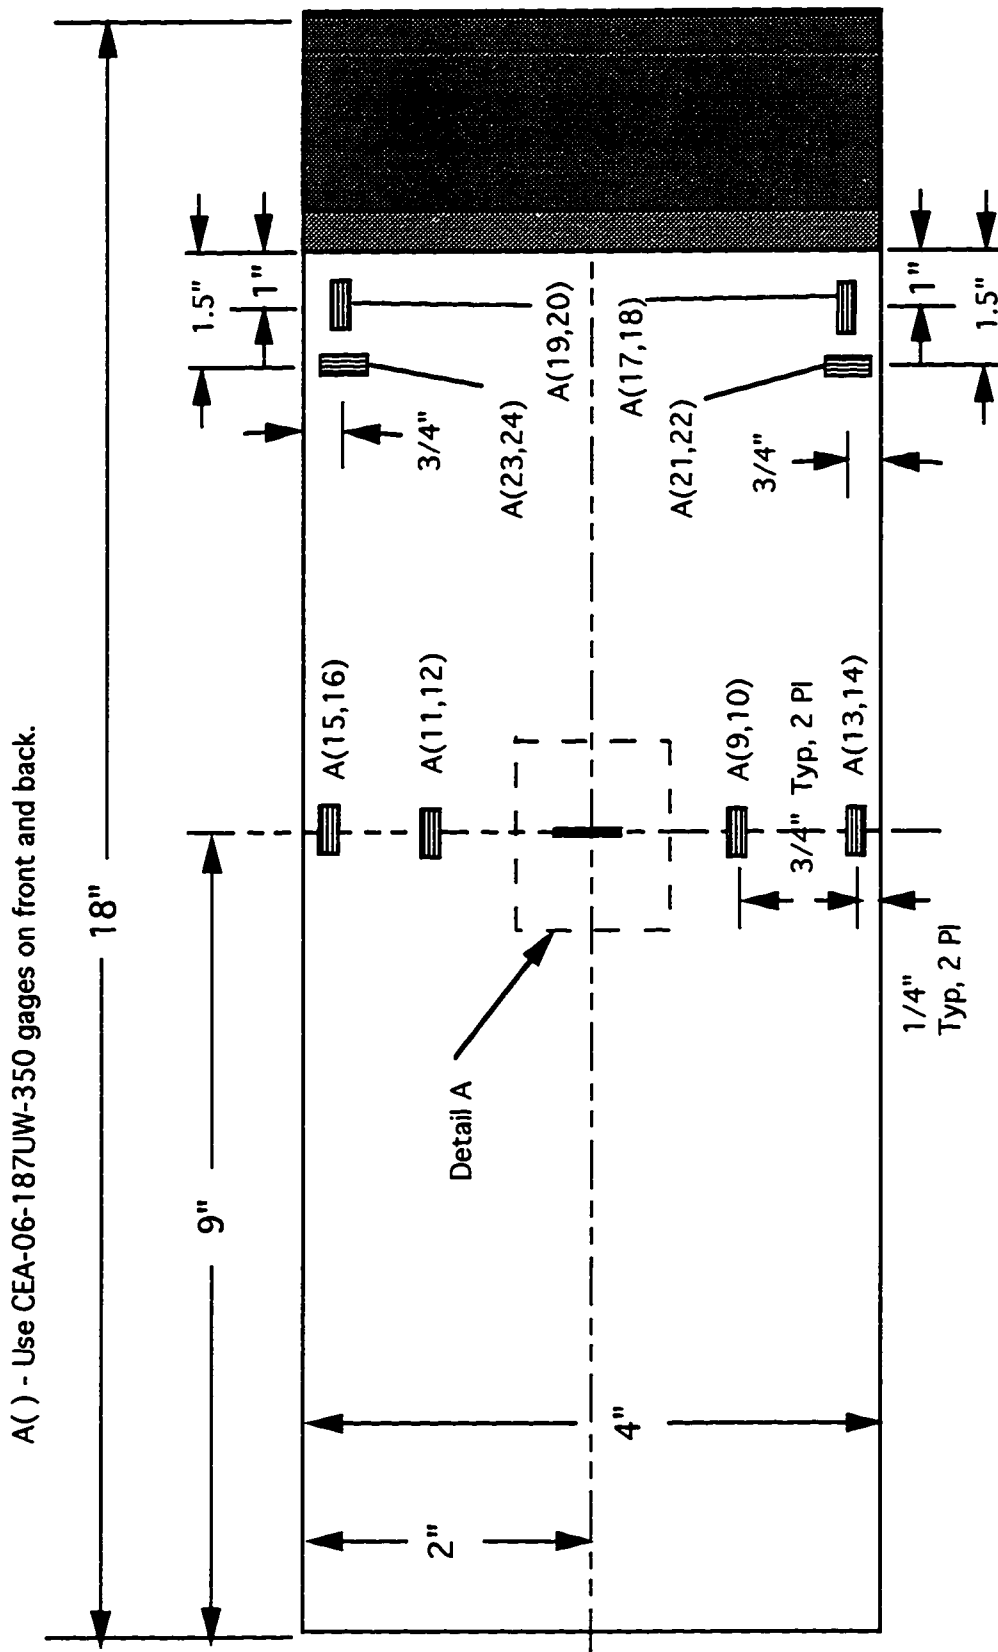 A( ) - Use CEA-06-187UW-350 gages on front and back.
18"
9"
2"
4"
Detail A
A(15,16)
A(11,12)
A(9,10)
A(13,14)
3/4" Typ, 2 Pl
1/4"
Typ, 2 Pl
1.5"
1"
3/4"
A(23,24)
A(19,20)
A(17,18)
A(21,22)
3/4"
1"
1.5"